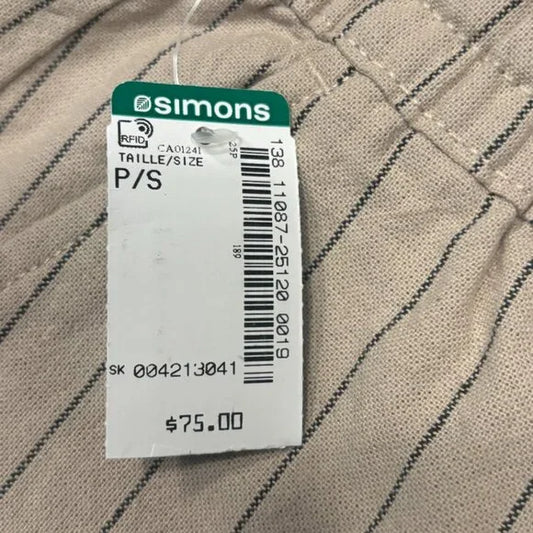 simons
RFID
CA01241
TAILLE/SIZE
P/S
25P
189
138 11087-25120 0019
SK 004213041
$75.00